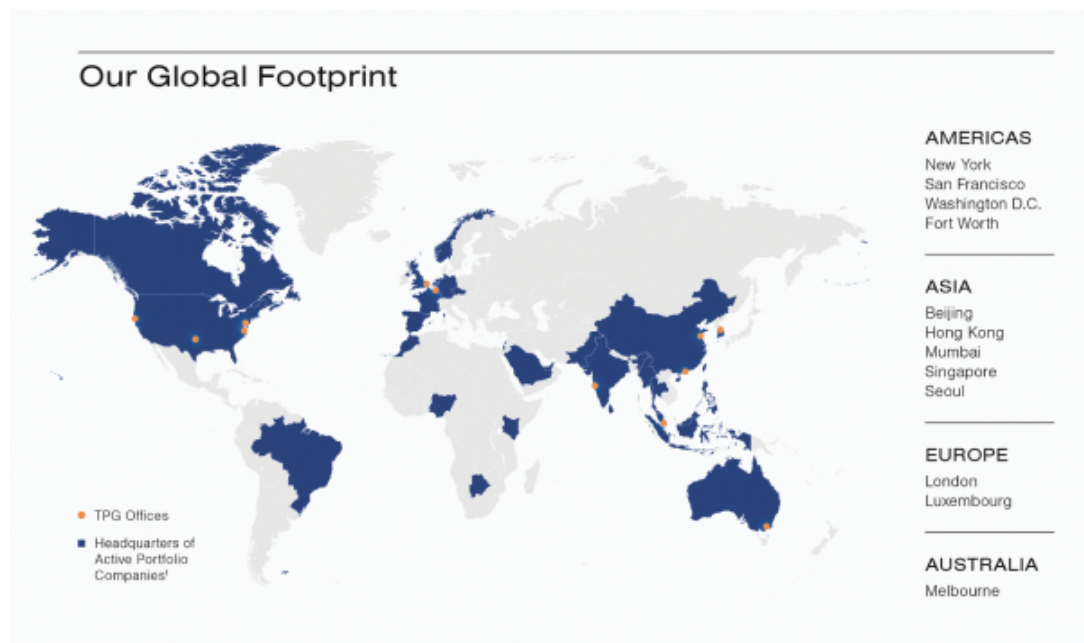 Our Global Footprint
AMERICAS
New York
San Francisco
Washington D.C.
Fort Worth
ASIA
Beijing
Hong Kong
Mumbai
Singapore
Seoul
EUROPE
London
Luxembourg
AUSTRALIA
Melbourne
TPG Offices
Headquarters of
Active Portfolio
Companies¹